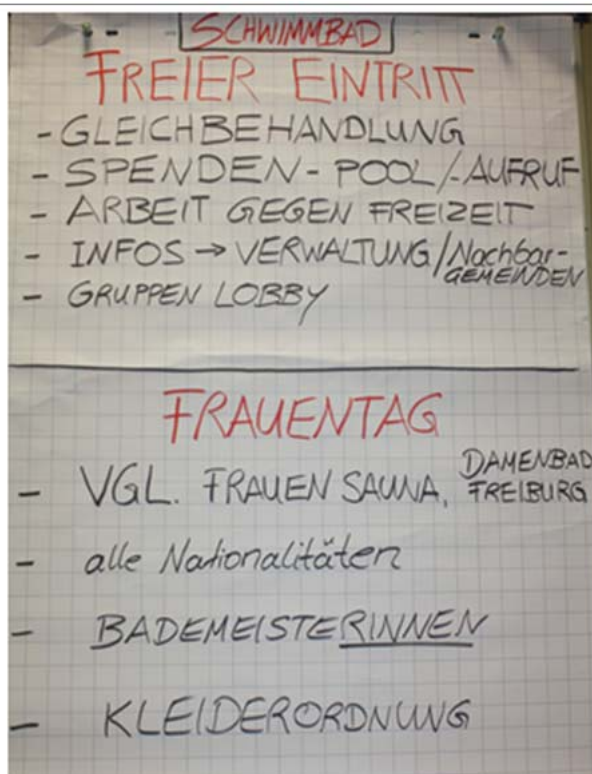 SCHWIMMBAD
FREIER EINTRITT
- GLEICHBEHANDLUNG
- SPENDEN-POOL/-AUFRUF
- ARBEIT GEGEN FREIZEIT
- INFOS → VERWALTUNG/Nachbar-
GEMEINDEN
- GRUPPEN LOBBY
FRAUENTAG
- VGL. FRAUEN SAUNA, DAMENBAD
FREIBURG
- alle Nationalitäten
- BADEMEISTERINNEN
- KLEIDERORDNUNG